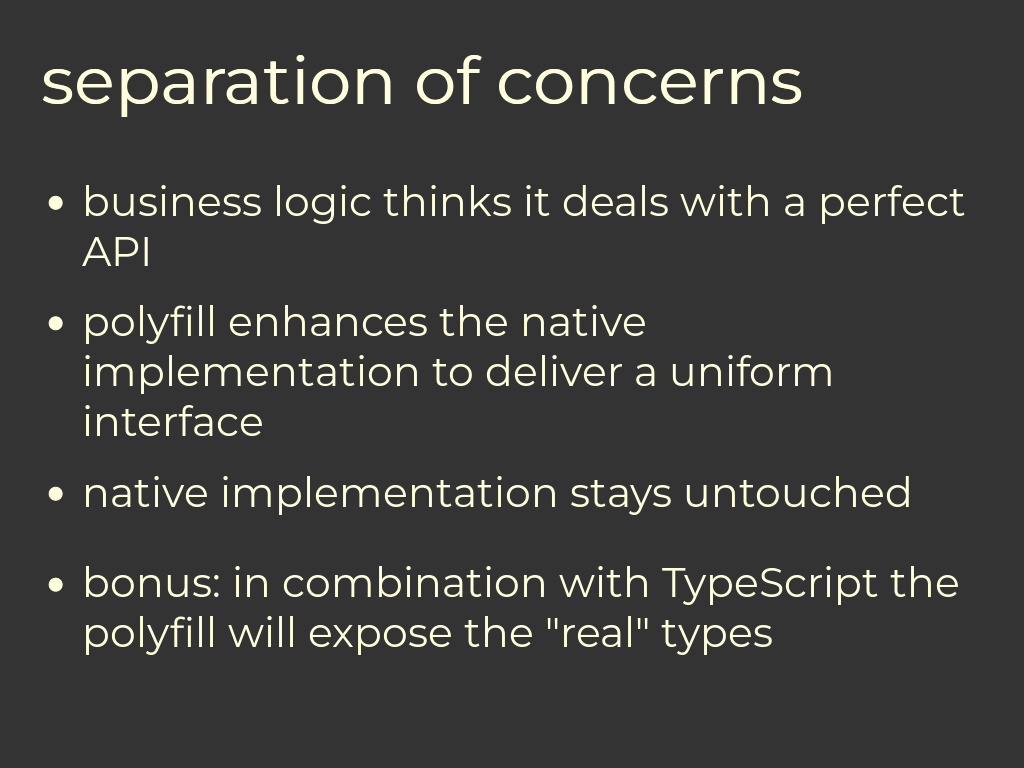 separation of concerns
• business logic thinks it deals with a perfect
API
• polyfill enhances the native
implementation to deliver a uniform
interface
• native implementation stays untouched
• bonus: in combination with TypeScript the
polyfill will expose the "real" types